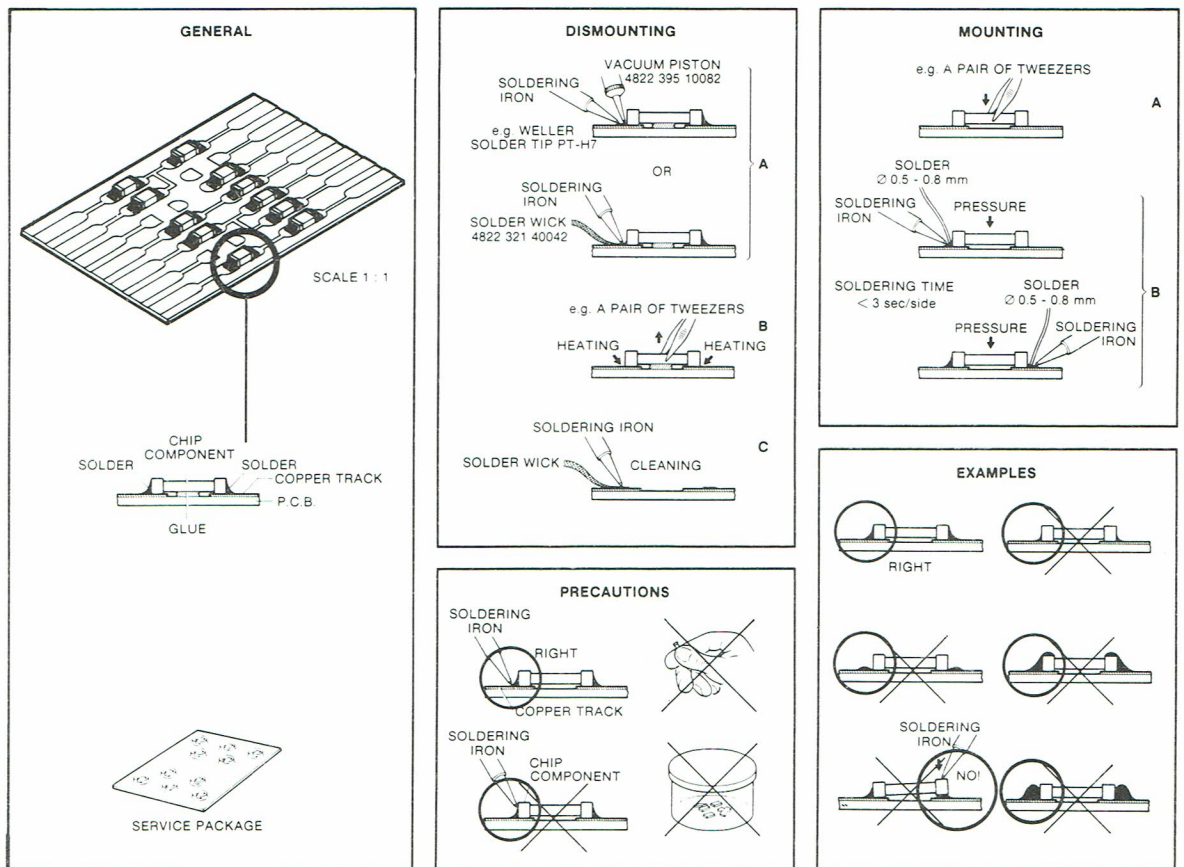 GENERAL
SCALE 1 : 1
CHIP
COMPONENT
SOLDER
SOLDER
COPPER TRACK
P.C.B.
GLUE
SERVICE PACKAGE
DISMOUNTING
VACUUM PISTON
4822 395 10082
SOLDERING
IRON
e.g. WELLER
SOLDER TIP PT-H7
A
OR
SOLDERING
IRON
SOLDER WICK
4822 321 40042
e.g. A PAIR OF TWEEZERS
B
HEATING
HEATING
SOLDERING IRON
C
SOLDER WICK
CLEANING
PRECAUTIONS
SOLDERING
IRON
RIGHT
COPPER TRACK
SOLDERING
IRON
CHIP
COMPONENT
MOUNTING
e.g. A PAIR OF TWEEZERS
A
SOLDER
∅ 0.5 - 0.8 mm
SOLDERING
IRON
PRESSURE
SOLDERING TIME
< 3 sec/side
SOLDER
∅ 0.5 - 0.8 mm
B
PRESSURE
SOLDERING
IRON
EXAMPLES
RIGHT
SOLDERING
IRON
NO!